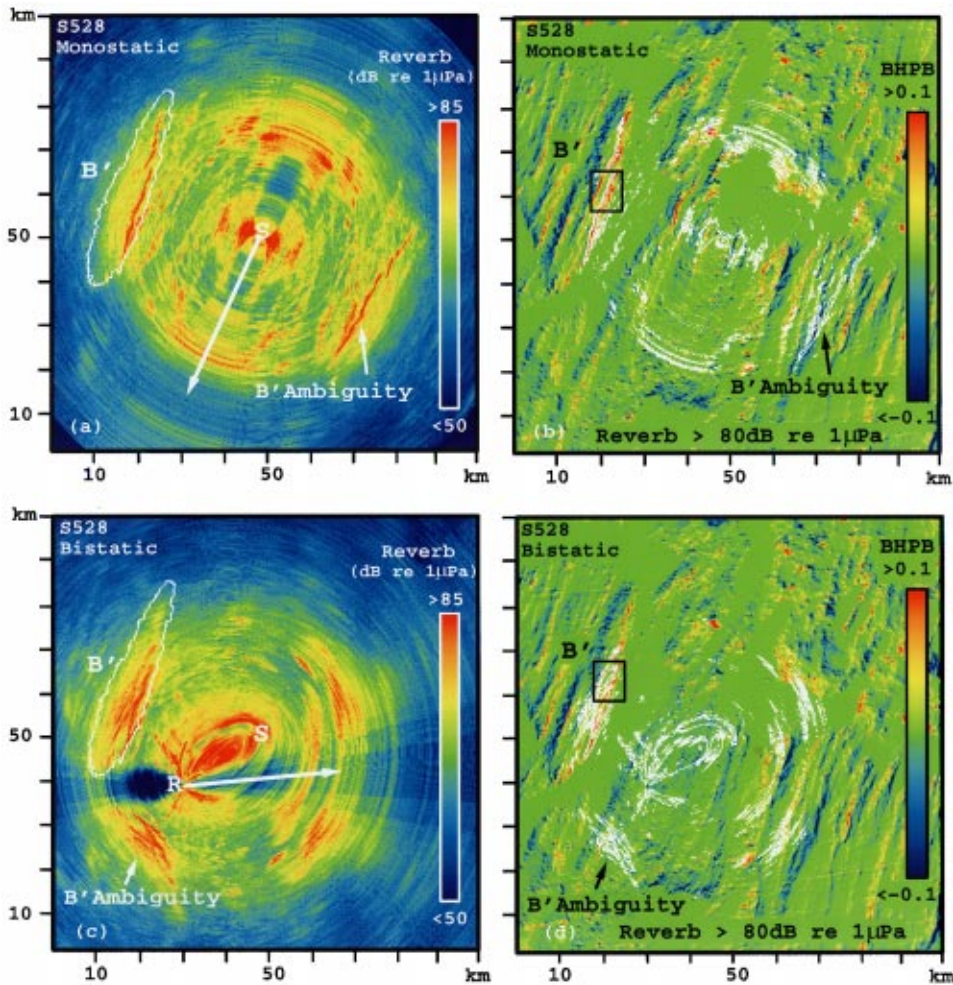 km
S528
Monostatic
Reverb
(dB re 1μPa)
>85
B'
S
50
B'Ambiguity
10
(a)
<50
10
50
km
S528
Monostatic
BHPB
>0.1
B'
B'Ambiguity
<-0.1
(b)
Reverb > 80dB re 1μPa
10
50
km
km
S528
Bistatic
Reverb
(dB re 1μPa)
>85
B'
S
50
R
B'Ambiguity
10
(c)
<50
10
50
km
S528
Bistatic
BHPB
>0.1
B'
B'Ambiguity
<-0.1
(d)
Reverb > 80dB re 1μPa
10
50
km